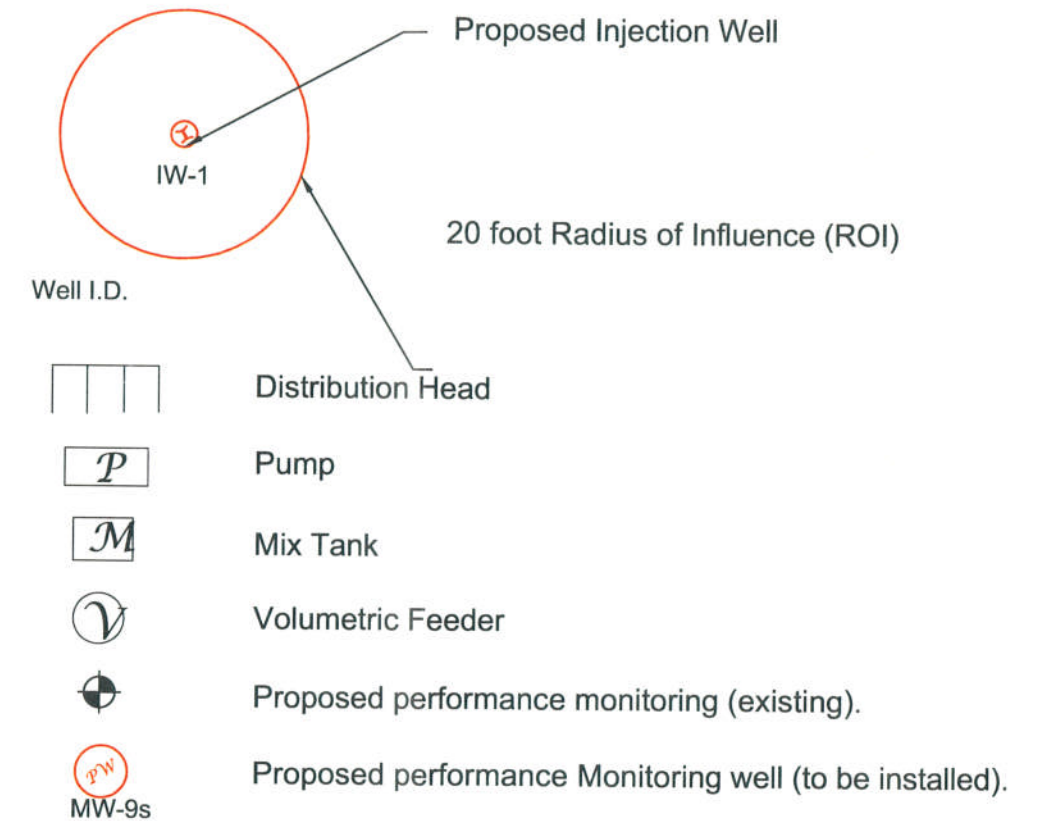 Proposed Injection Well
I
IW-1
20 foot Radius of Influence (ROI)
Well I.D.
Distribution Head
P Pump
M Mix Tank
V Volumetric Feeder
Proposed performance monitoring (existing).
PW Proposed performance Monitoring well (to be installed).
MW-9s